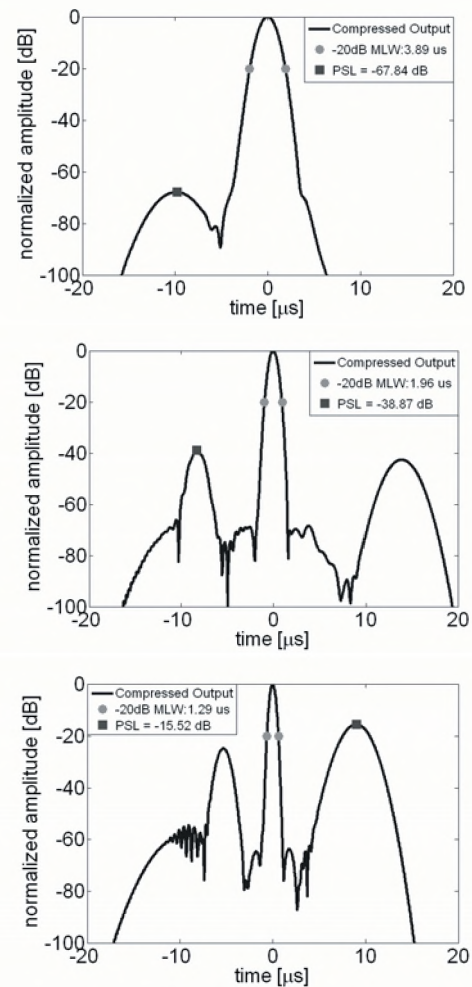 normalized amplitude [dB]
0
-20
-40
-60
-80
-100
Compressed Output
-20dB MLW:3.89 us
PSL = -67.84 dB
-20 -10 0 10 20
time [μs]
normalized amplitude [dB]
0
-20
-40
-60
-80
-100
Compressed Output
-20dB MLW:1.96 us
PSL = -38.87 dB
-20 -10 0 10 20
time [μs]
normalized amplitude [dB]
0
-20
-40
-60
-80
-100
Compressed Output
-20dB MLW:1.29 us
PSL = -15.52 dB
-20 -10 0 10 20
time [μs]